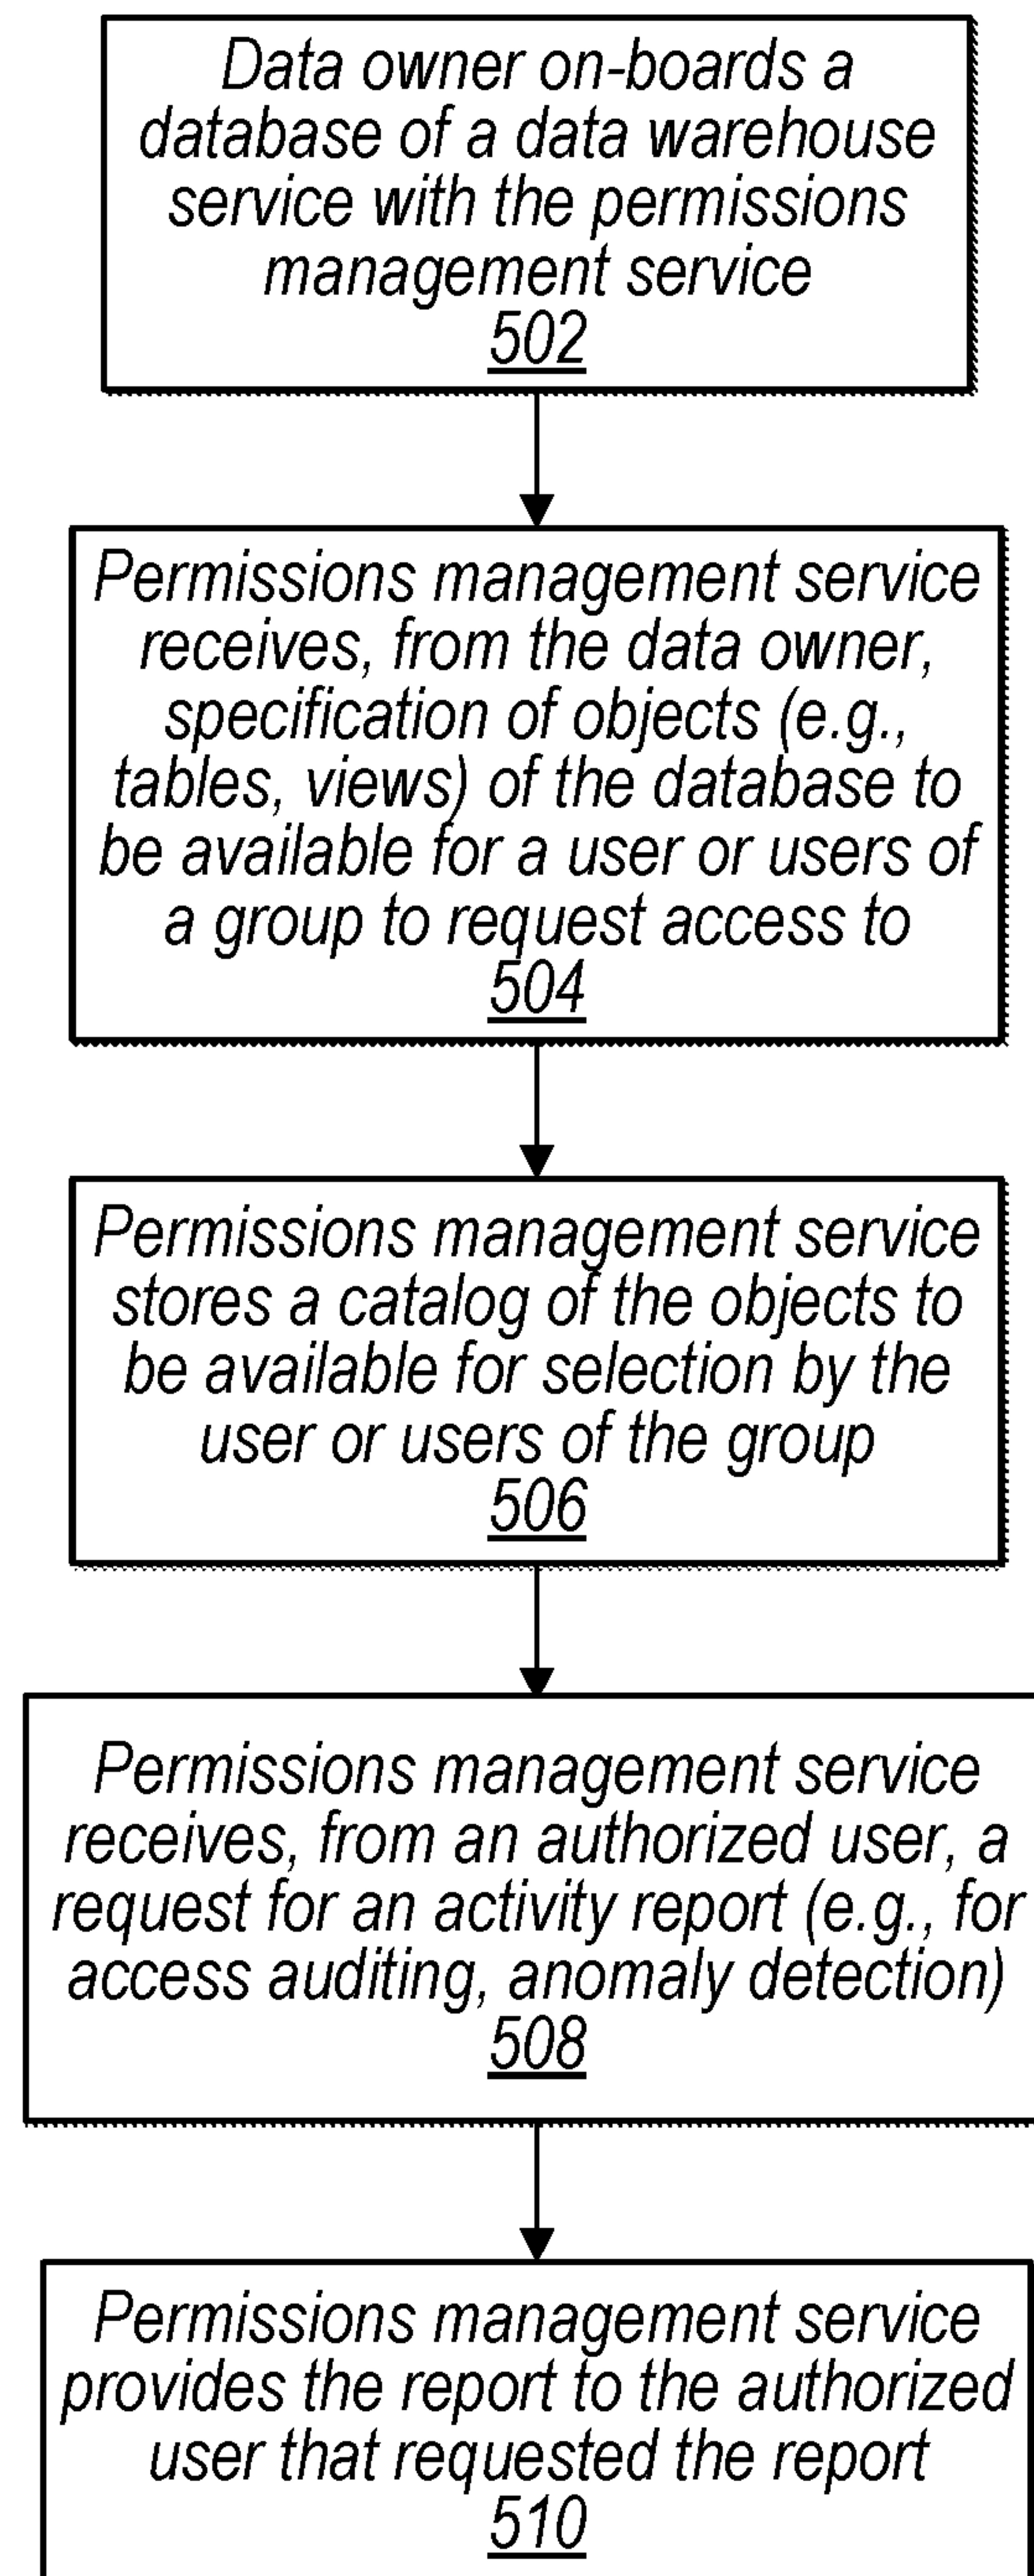 Data owner on-boards a
database of a data warehouse
service with the permissions
management service
502
Permissions management service
receives, from the data owner,
specification of objects (e.g.,
tables, views) of the database to
be available for a user or users of
a group to request access to
504
Permissions management service
stores a catalog of the objects to
be available for selection by the
user or users of the group
506
Permissions management service
receives, from an authorized user, a
request for an activity report (e.g., for
access auditing, anomaly detection)
508
Permissions management service
provides the report to the authorized
user that requested the report
510